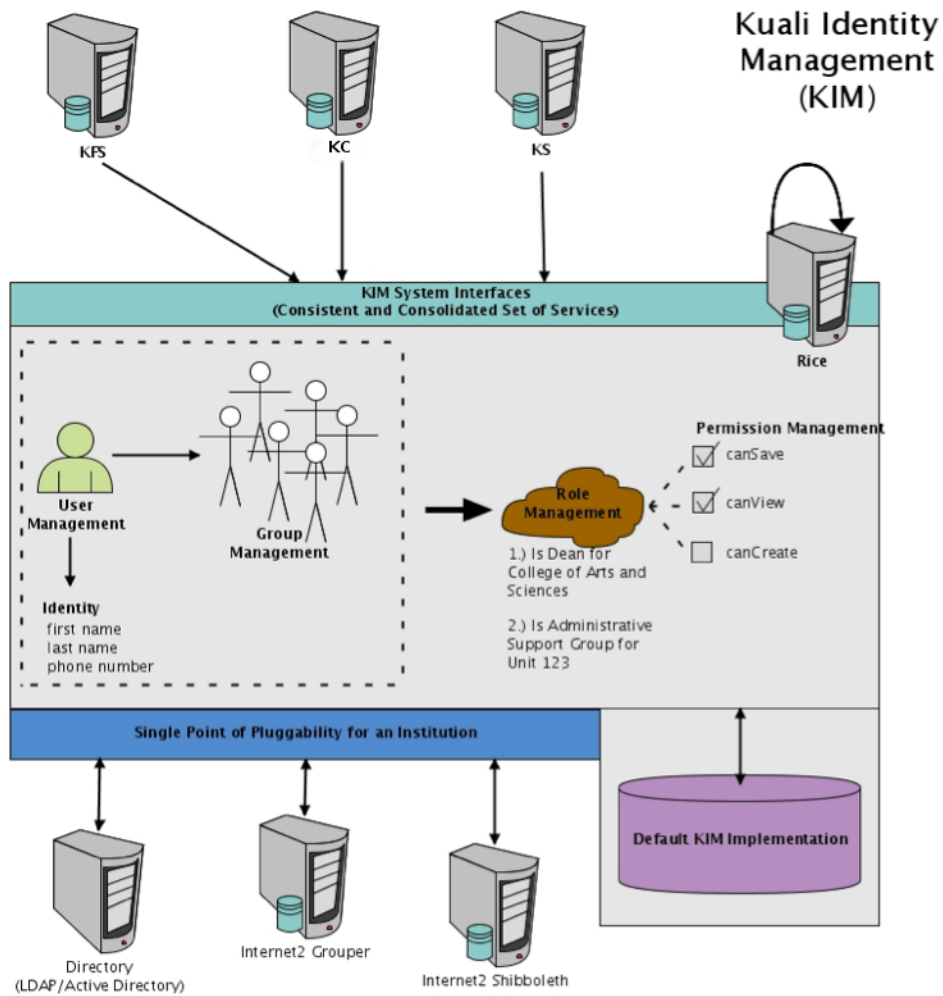 Kuali Identity
Management
(KIM)
KFS
KC
KS
KIM System Interfaces
(Consistent and Consolidated Set of Services)
Rice
User
Management
Group
Management
Identity
first name
last name
phone number
Role
Management
1.) Is Dean for
College of Arts and
Sciences
2.) Is Administrative
Support Group for
Unit 123
Permission Management
canSave
canView
canCreate
Single Point of Pluggability for an Institution
Default KIM Implementation
Directory
(LDAP/Active Directory)
Internet2 Grouper
Internet2 Shibboleth